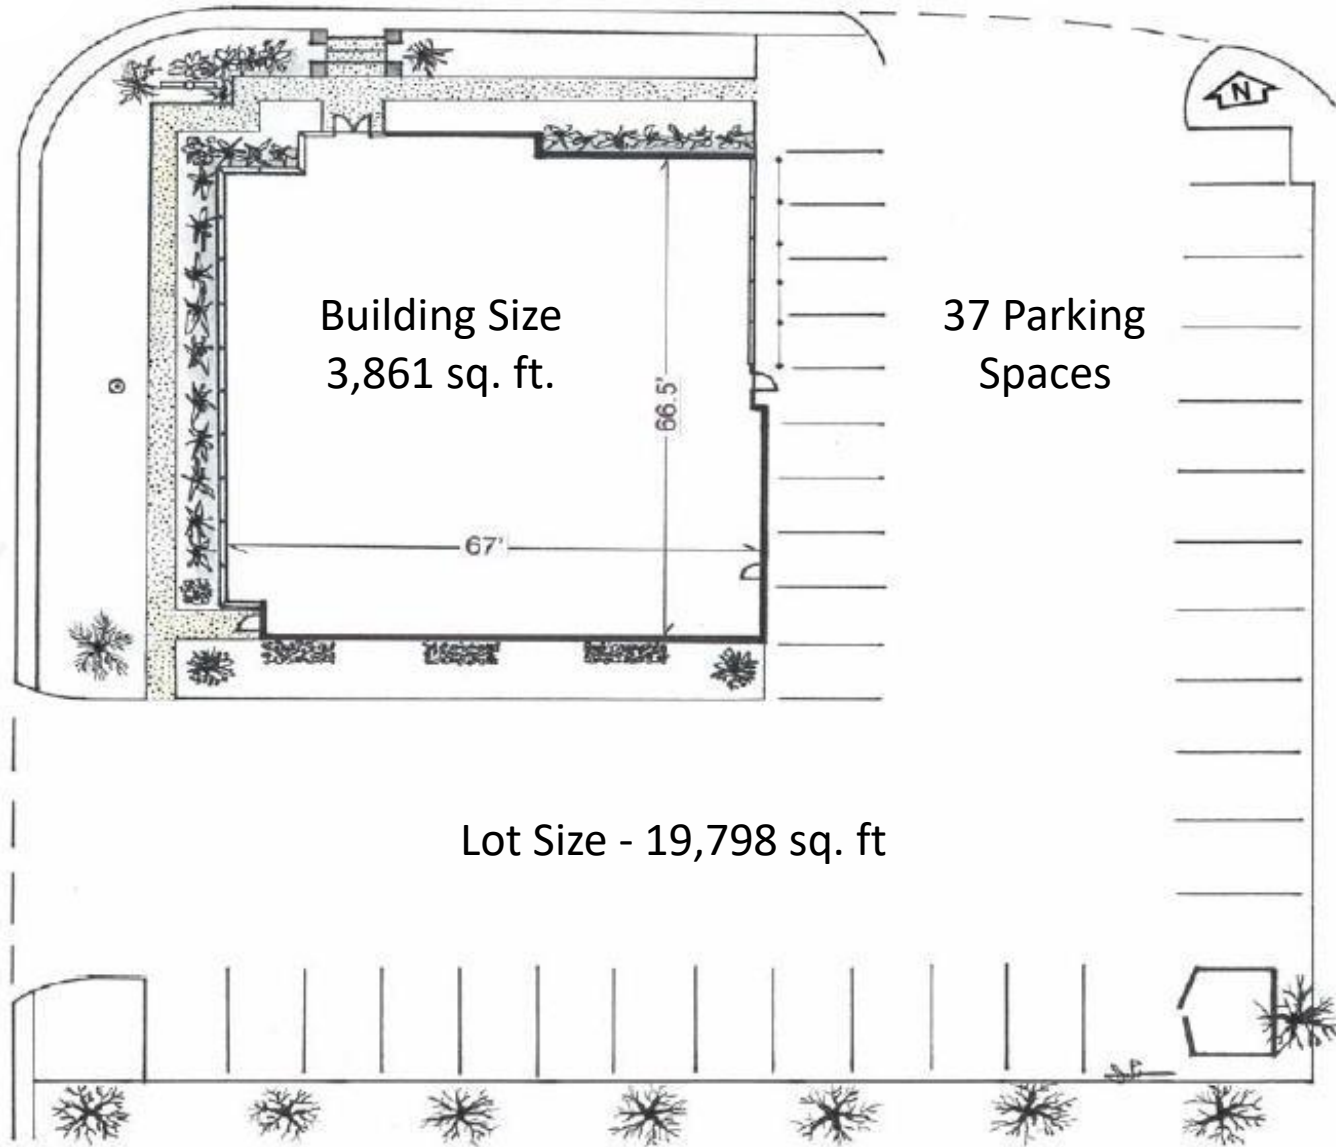 N
Building Size
3,861 sq. ft.
37 Parking
Spaces
66.5'
67'
Lot Size - 19,798 sq. ft